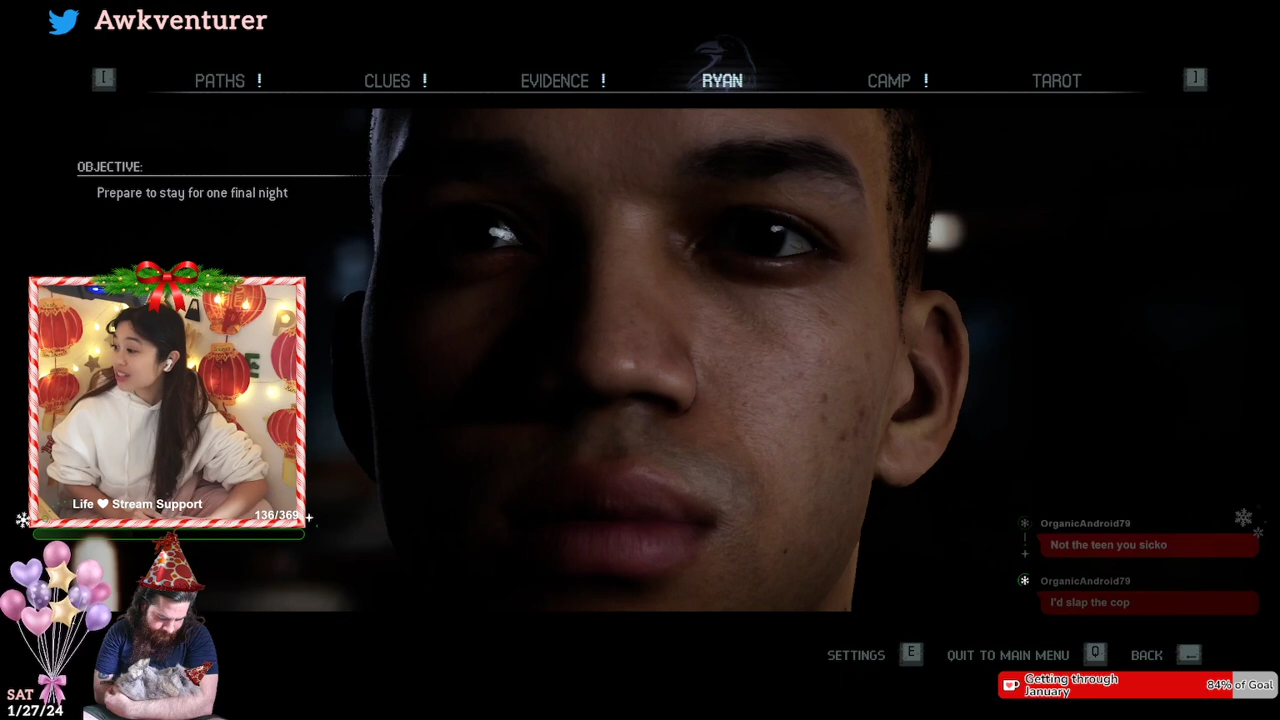 Awkventurer
[ PATHS ! CLUES ! EVIDENCE ! RYAN CAMP ! TAROT ]
OBJECTIVE:
Prepare to stay for one final night
Life ♥ Stream Support
136/369
OrganicAndroid79
Not the teen you sicko
OrganicAndroid79
I'd slap the cop
SETTINGS E QUIT TO MAIN MENU Q BACK
Getting through
January
84% of Goal
SAT
1/27/24